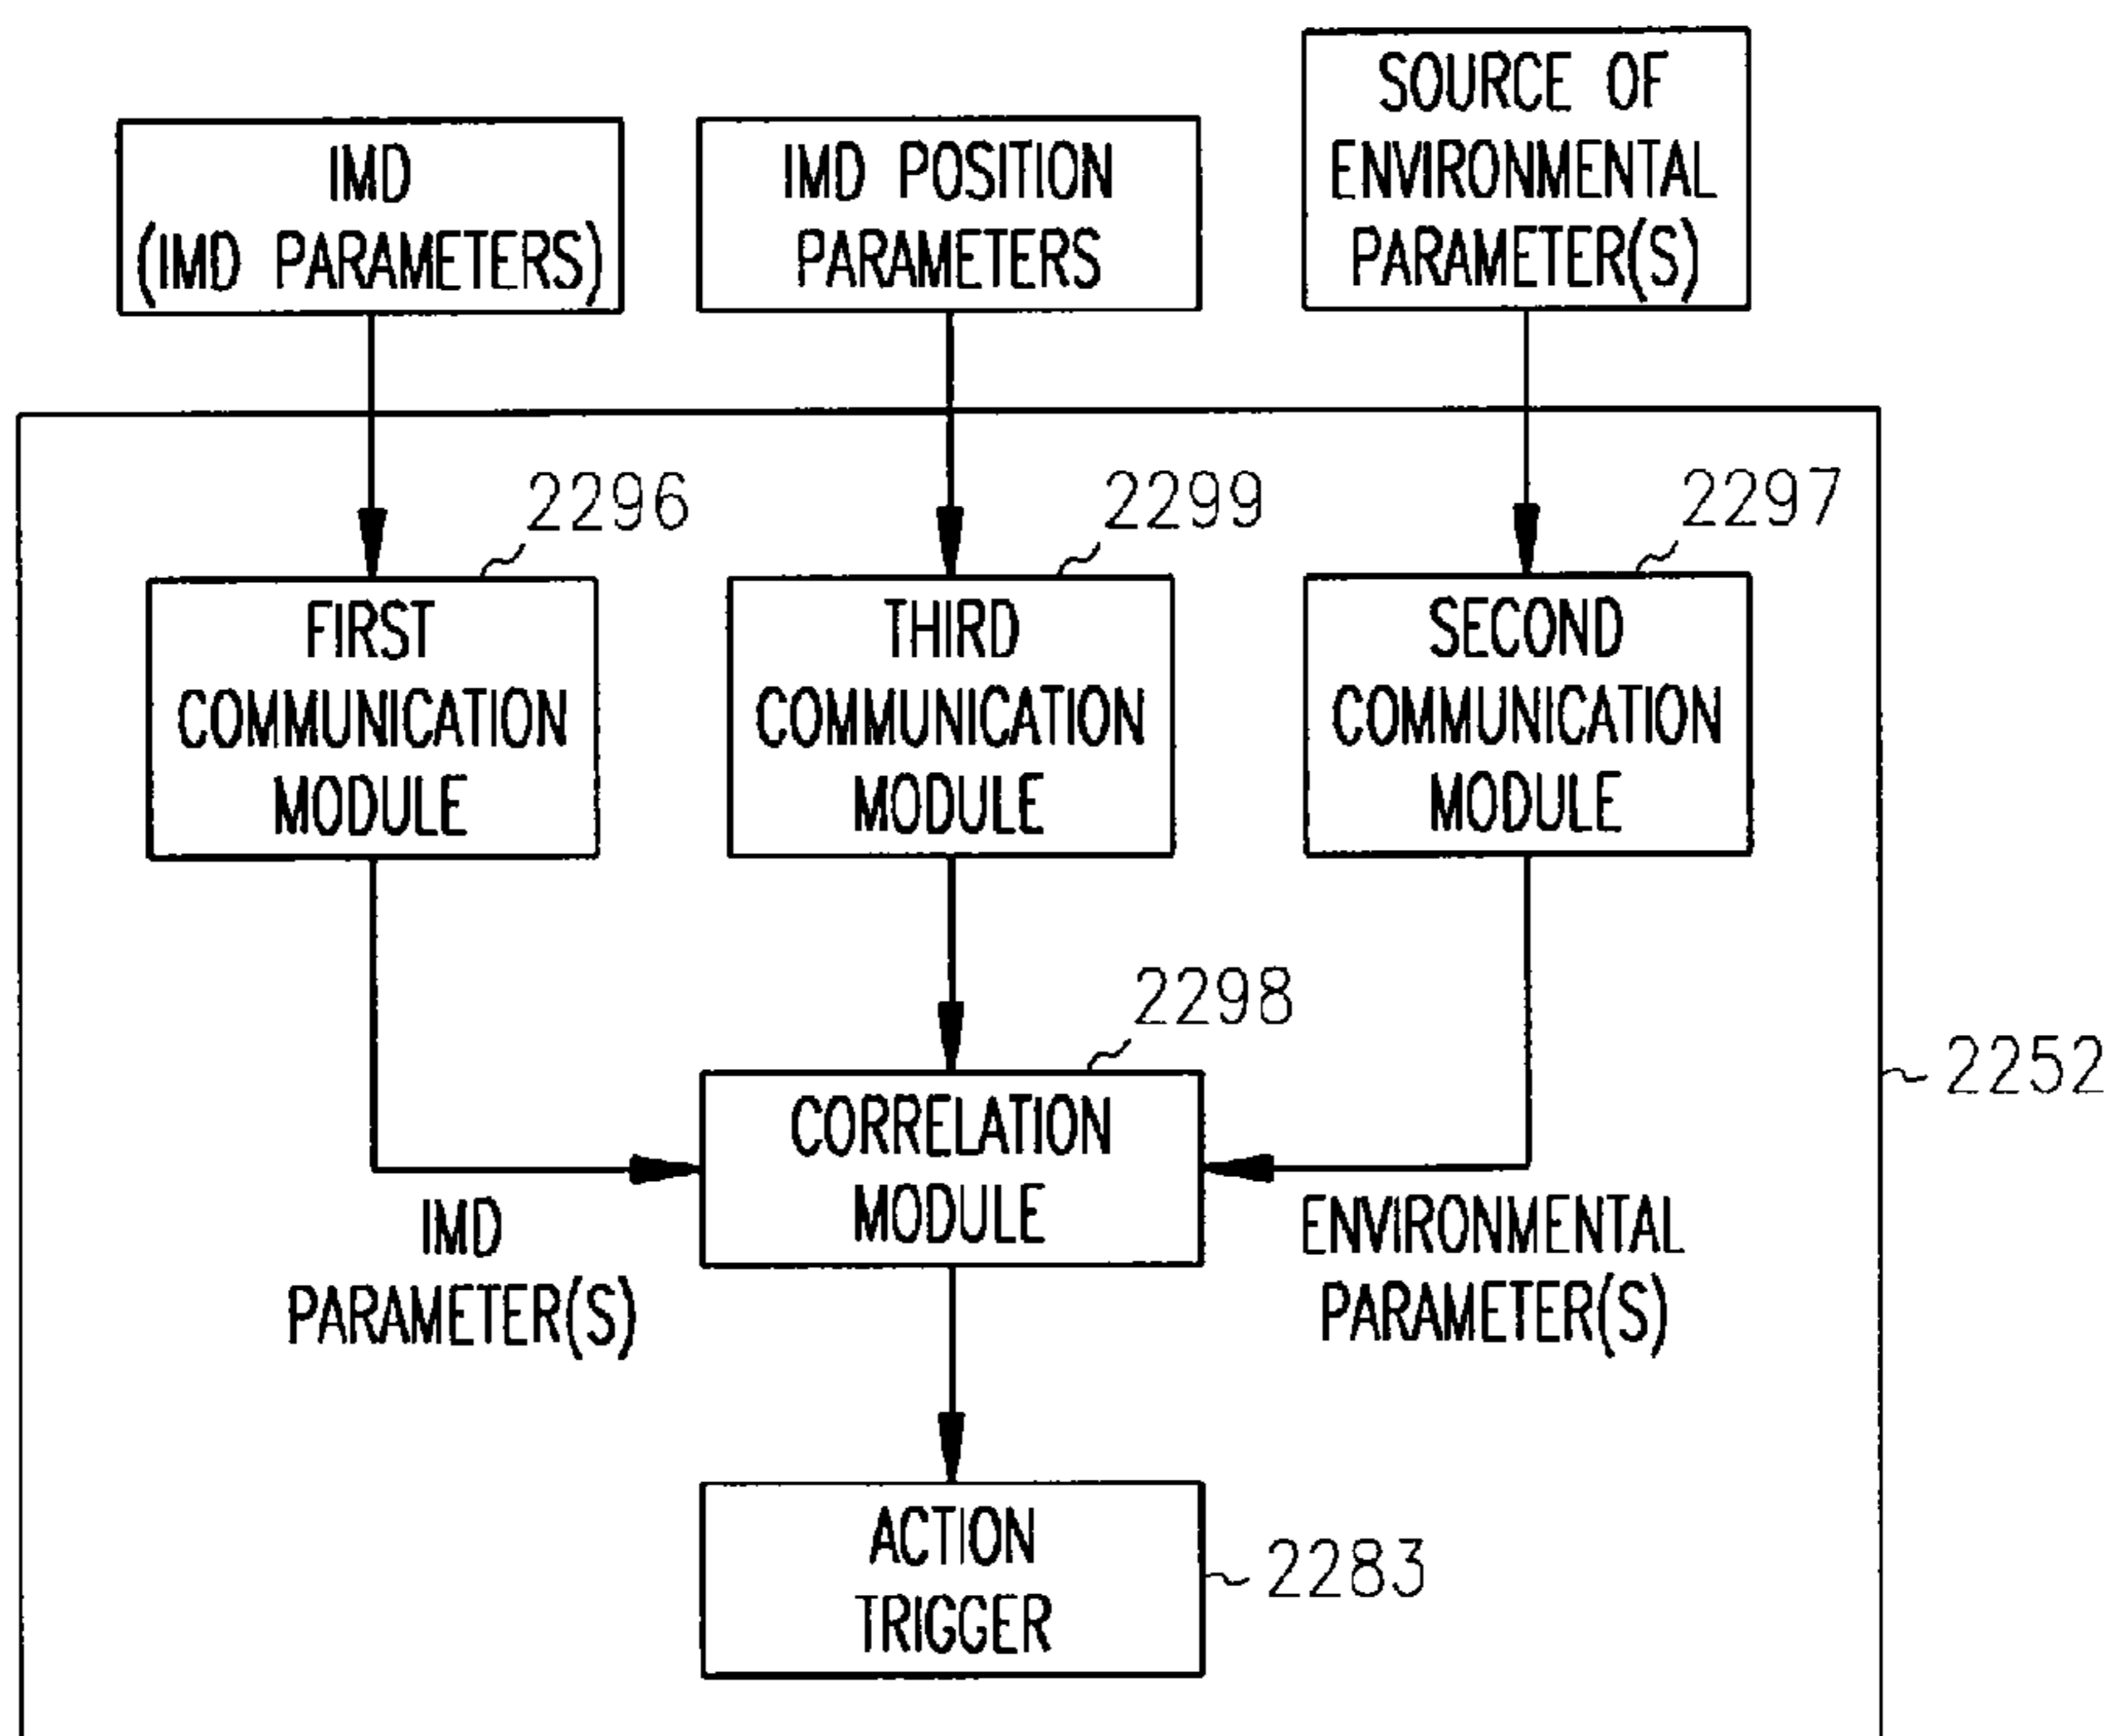 IMD
(IMD PARAMETERS)
IMD POSITION
PARAMETERS
SOURCE OF
ENVIRONMENTAL
PARAMETER(S)
2296
2299
2297
FIRST
COMMUNICATION
MODULE
THIRD
COMMUNICATION
MODULE
SECOND
COMMUNICATION
MODULE
2298
2252
CORRELATION
MODULE
IMD
PARAMETER(S)
ENVIRONMENTAL
PARAMETER(S)
ACTION
TRIGGER
2283